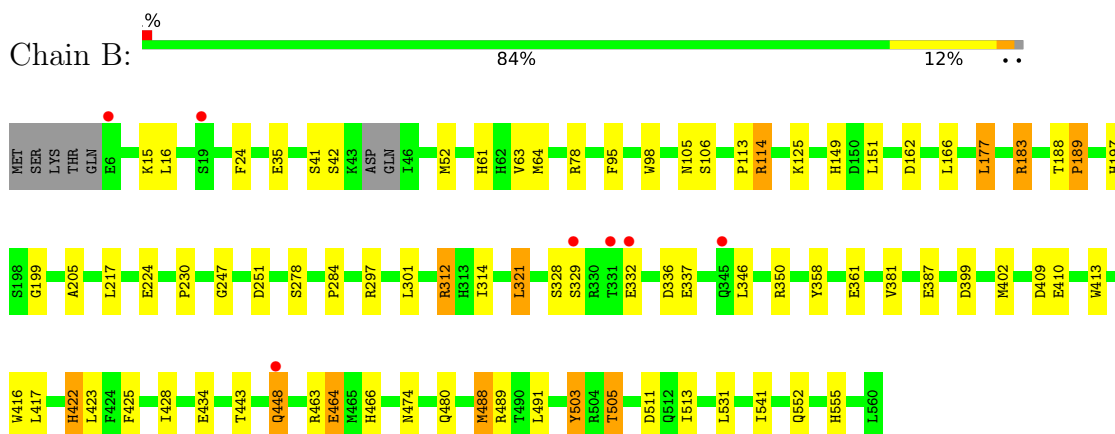 %
Chain B:
84% 12% • •
MET SER LYS THR GLN E6 K15 L16 S19 F24 E35 S41 S42 K43 ASP GLN I46 M52 H61 H62 V63 M64 R78 F95 W98 N105 S106 P113 R114 K125 H149 D150 L151 D162 L166 L177 R183 T188 P189 H197
S198 G199 A205 L217 E224 P230 G247 D251 S278 P284 R297 L301 R312 H313 I314 L321 S328 S329 R330 T331 E332 D336 E337 Q345 L346 R350 Y358 E361 V381 E387 D399 M402 D409 E410 W413
W416 L417 H422 L423 F424 F425 I428 E434 T443 Q448 R463 E464 M465 H466 N474 Q480 M488 R489 T490 L491 Y503 R504 T505 D511 Q512 I513 L531 I541 Q552 H555 L560